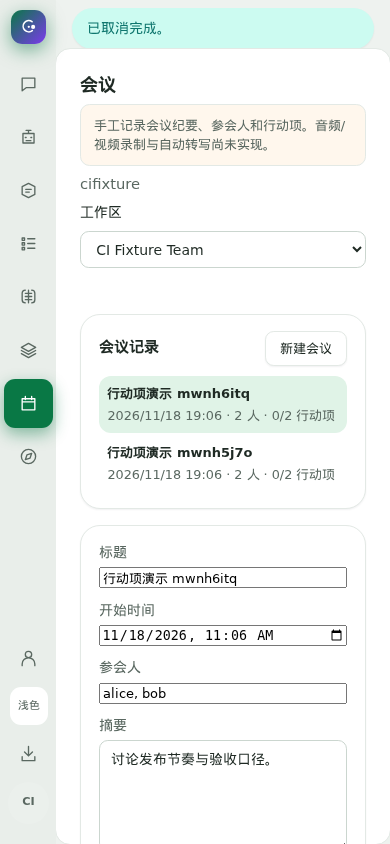 已取消完成。
会议
手工记录会议纪要、参会人和行动项。音频/
视频录制与自动转写尚未实现。
cifixture
工作区
CI Fixture Team
会议记录
新建会议
行动项演示 mwnh6itq
2026/11/18 19:06 · 2 人 · 0/2 行动项
行动项演示 mwnh5j7o
2026/11/18 19:06 · 2 人 · 0/2 行动项
标题
行动项演示 mwnh6itq
开始时间
11/18/2026, 11:06 AM
参会人
alice, bob
摘要
讨论发布节奏与验收口径。
浅色
CI